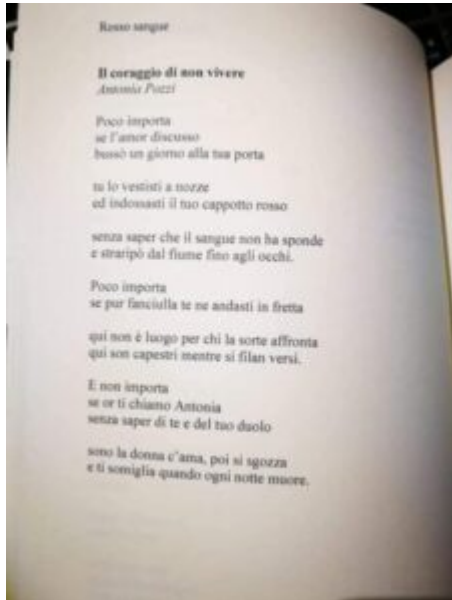 Rosso sangue
Il coraggio di non vivere
Antonia Pozzi
Poco importa
se l'amor discusso
bussò un giorno alla tua porta
tu lo vestisti a nozze
ed indossasti il tuo cappotto rosso
senza saper che il sangue non ha sponde
e straripò dal fiume fino agli occhi.
Poco importa
se pur fanciulla te ne andasti in fretta
qui non è luogo per chi la sorte affronta
qui son capestri mentre si filan versi.
E non importa
se or ti chiamo Antonia
senza saper di te e del tuo duolo
sono la donna c'ama, poi si sgozza
e ti somiglia quando ogni notte muore.